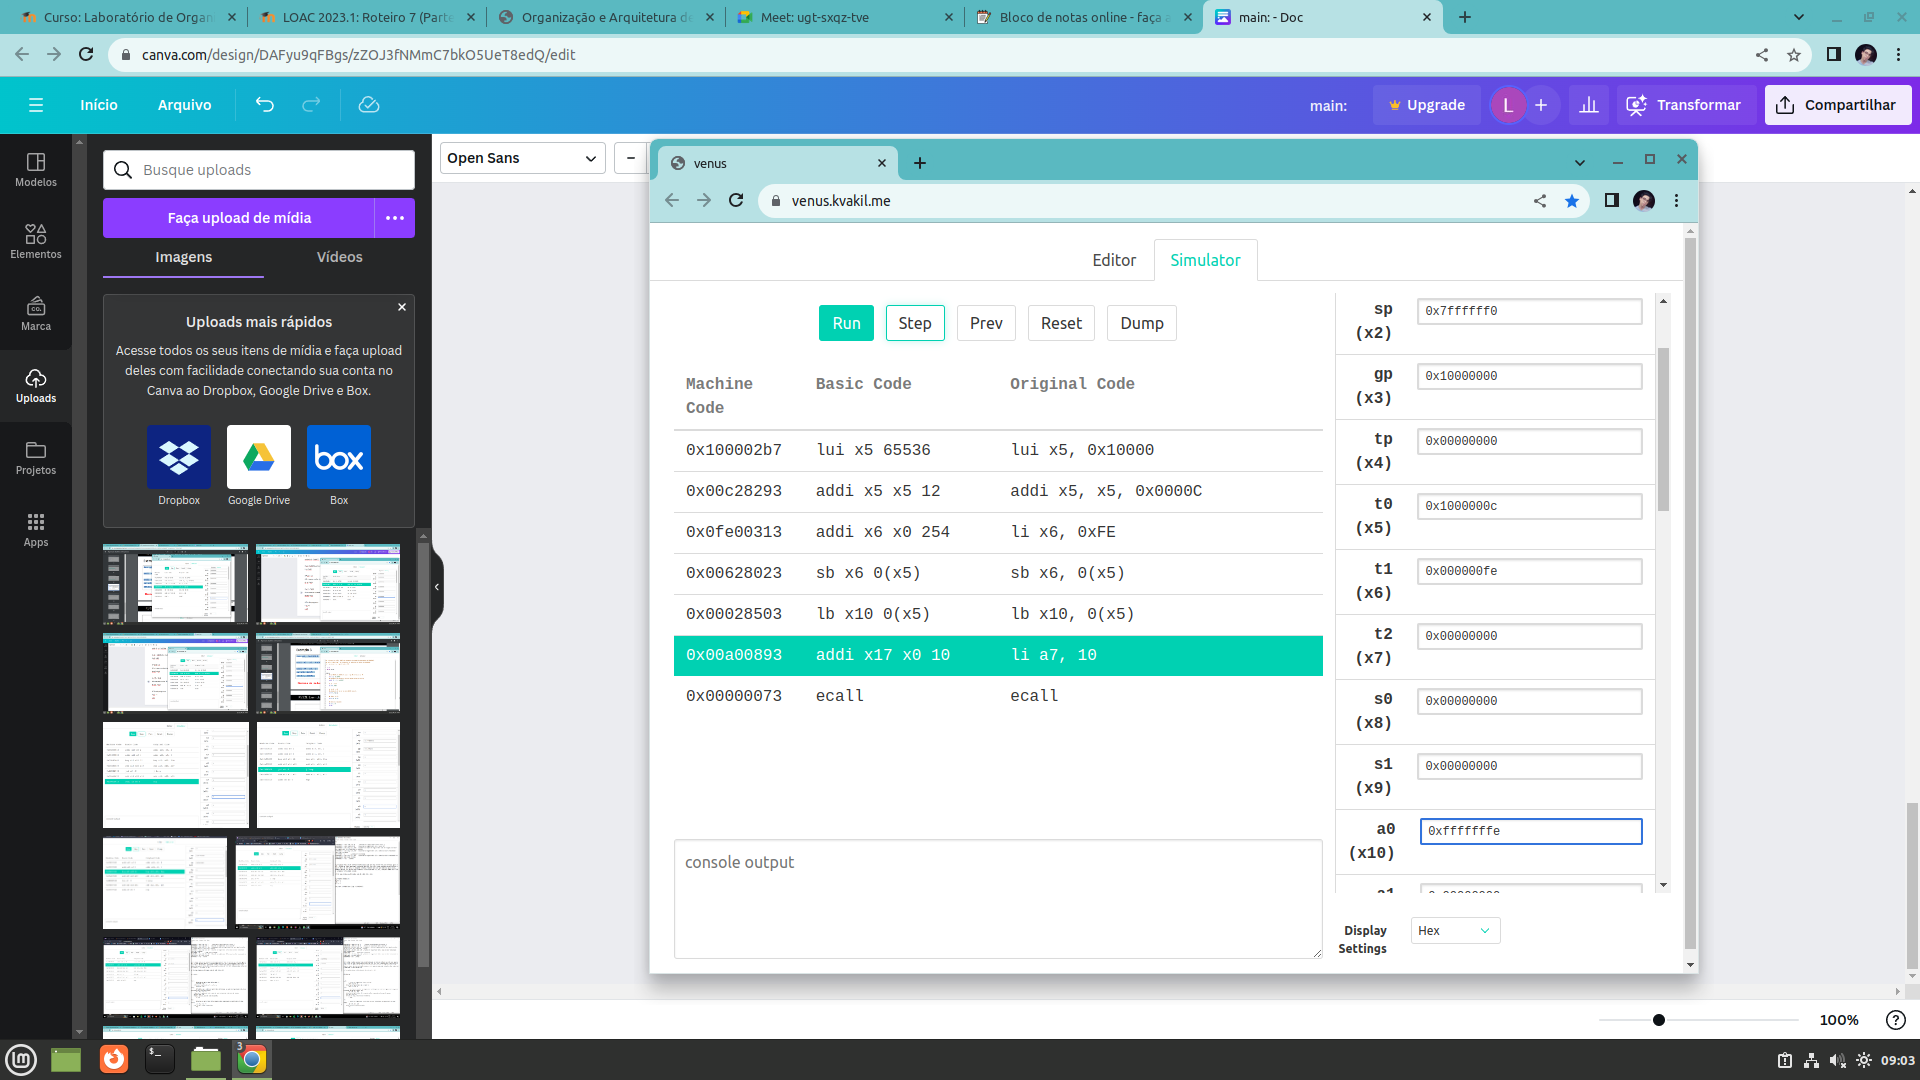 Curso: Laboratório de Organ
LOAC 2023.1: Roteiro 7 (Parte
Organização e Arquitetura de
Meet: ugt-sxqz-tve
Bloco de notas online - faça a
main: - Doc
canva.com/design/DAFyu9qFBgs/zZOJ3fNMmC7bkO5UeT8edQ/edit
Início
Arquivo
main:
Upgrade
L
Transformar
Compartilhar
Modelos
Elementos
Marca
Uploads
Projetos
Apps
Busque uploads
Faça upload de mídia
Imagens
Vídeos
Uploads mais rápidos
Acesse todos os seus itens de mídia e faça upload
deles com facilidade conectando sua conta no
Canva ao Dropbox, Google Drive e Box.
box
Dropbox
Google Drive
Box
Open Sans
venus
venus.kvakil.me
Editor
Simulator
Run
Step
Prev
Reset
Dump
Machine Code
Basic Code
Original Code
0x100002b7 lui x5 65536 lui x5, 0x10000
0x00c28293 addi x5 x5 12 addi x5, x5, 0x0000C
0x0fe00313 addi x6 x0 254 li x6, 0xFE
0x00628023 sb x6 0(x5) sb x6, 0(x5)
0x00028503 lb x10 0(x5) lb x10, 0(x5)
0x00a00893 addi x17 x0 10 li a7, 10
0x00000073 ecall ecall
console output
sp (x2) 0x7ffffff0
gp (x3) 0x10000000
tp (x4) 0x00000000
t0 (x5) 0x1000000c
t1 (x6) 0x000000fe
t2 (x7) 0x00000000
s0 (x8) 0x00000000
s1 (x9) 0x00000000
a0 (x10) 0xfffffffe
Display Settings
Hex
100%
3
09:03